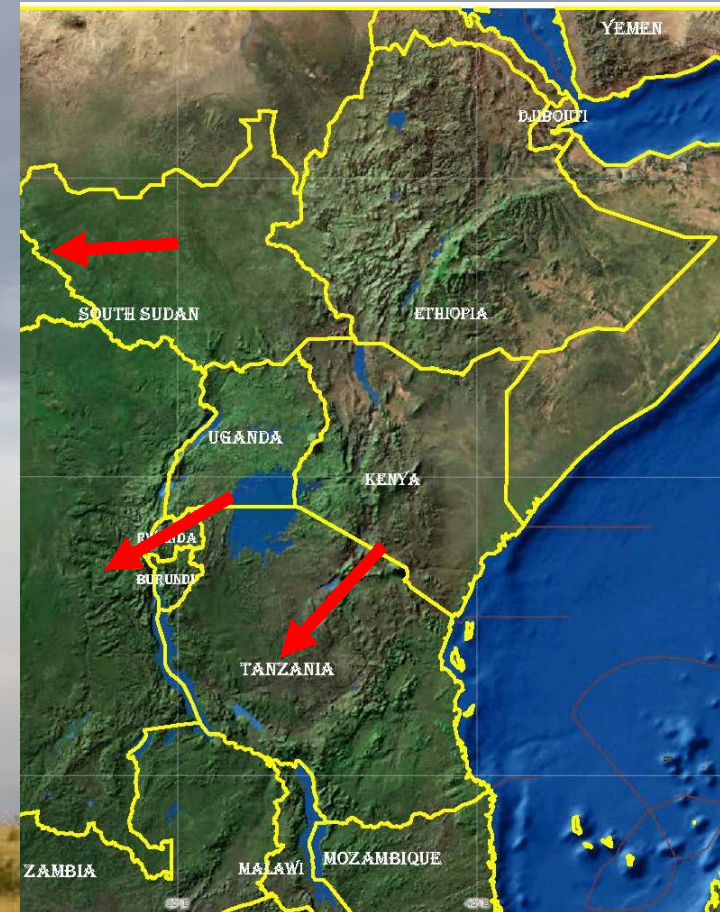 YEMEN
DJIBOUTI
SOUTH SUDAN
ETHIOPIA
UGANDA
KENYA
BURUNDI
TANZANIA
ZAMBIA
MALAWI
MOZAMBIQUE